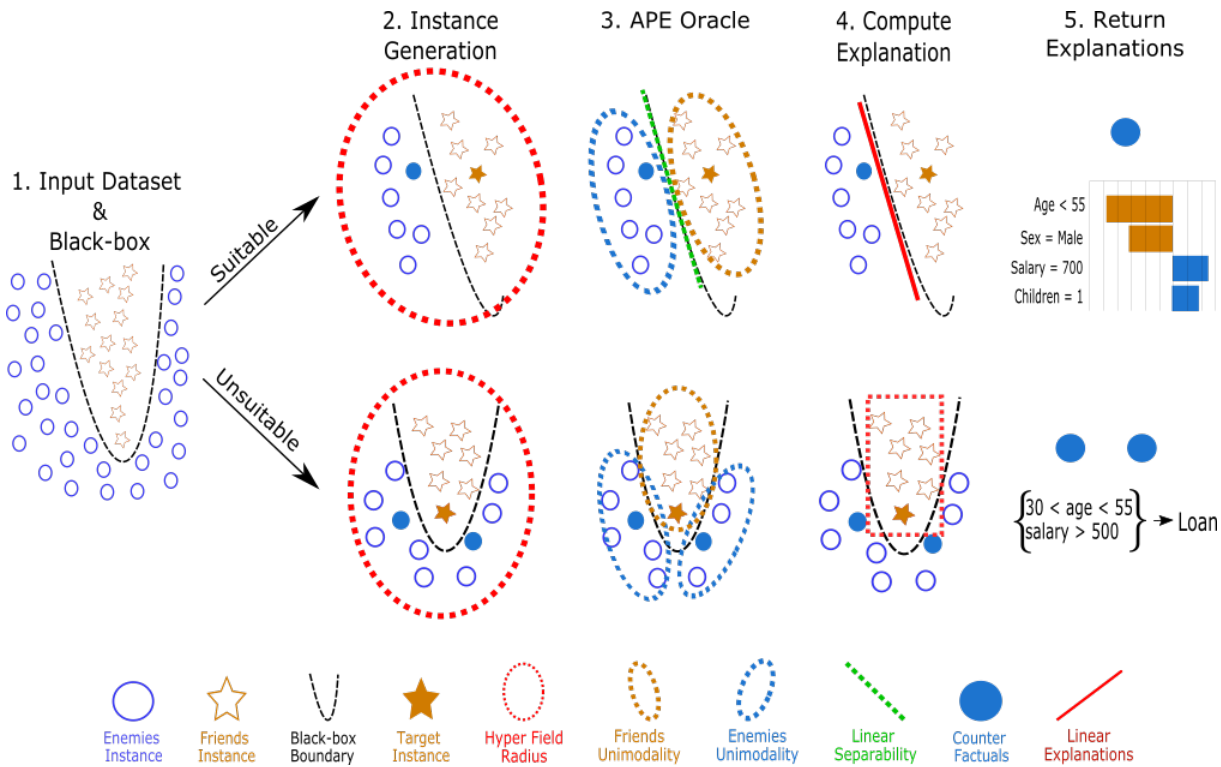 1. Input Dataset
&
Black-box
2. Instance
Generation
3. APE Oracle
4. Compute
Explanation
5. Return
Explanations
Suitable
Unsuitable
Age < 55
Sex = Male
Salary = 700
Children = 1
30 < age < 55
salary > 500
Loan
Enemies
Instance
Friends
Instance
Black-box
Boundary
Target
Instance
Hyper Field
Radius
Friends
Unimodality
Enemies
Unimodality
Linear
Separability
Counter
Factuals
Linear
Explanations